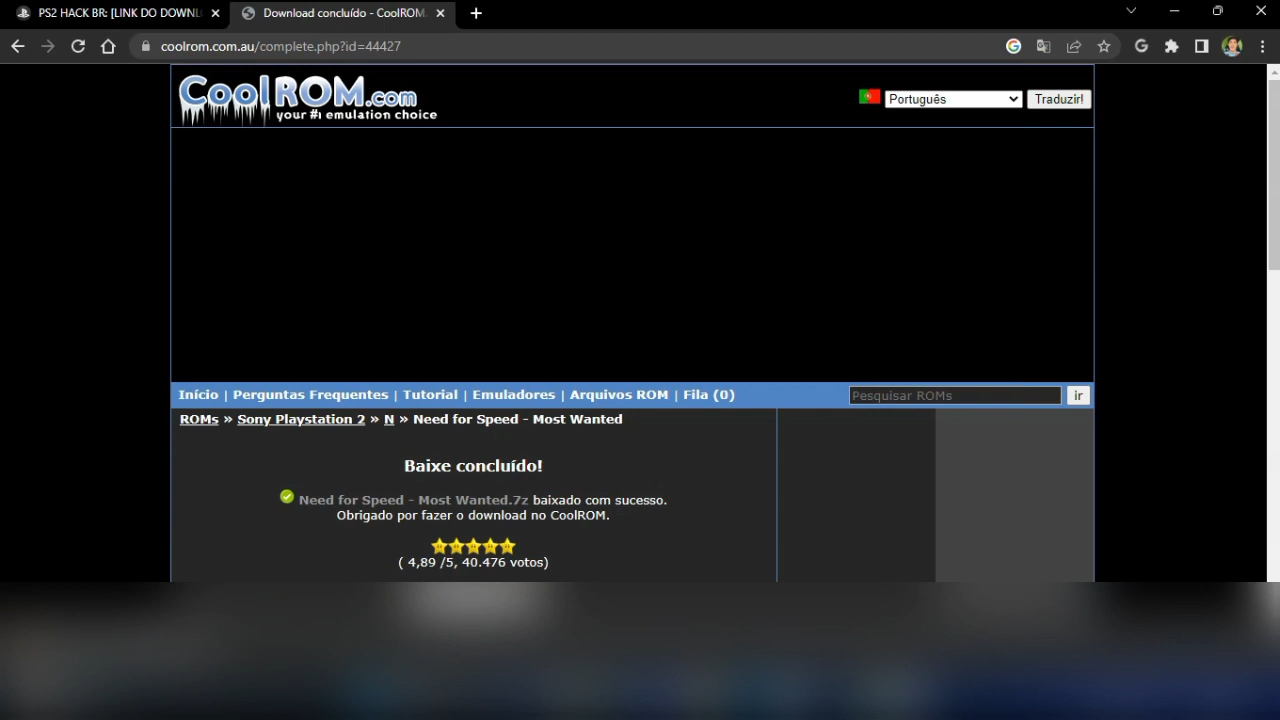 PS2 HACK BR: [LINK DO DOWNL
Download concluído - CoolROM.
coolrom.com.au/complete.php?id=44427
CoolROM.com
your #1 emulation choice
Português
Traduzir!
Início | Perguntas Frequentes | Tutorial | Emuladores | Arquivos ROM | Fila (0)
Pesquisar ROMs
ir
ROMs » Sony Playstation 2 » N » Need for Speed - Most Wanted
Baixe concluído!
Need for Speed - Most Wanted.7z baixado com sucesso.
Obrigado por fazer o download no CoolROM.
( 4,89 /5, 40.476 votos)